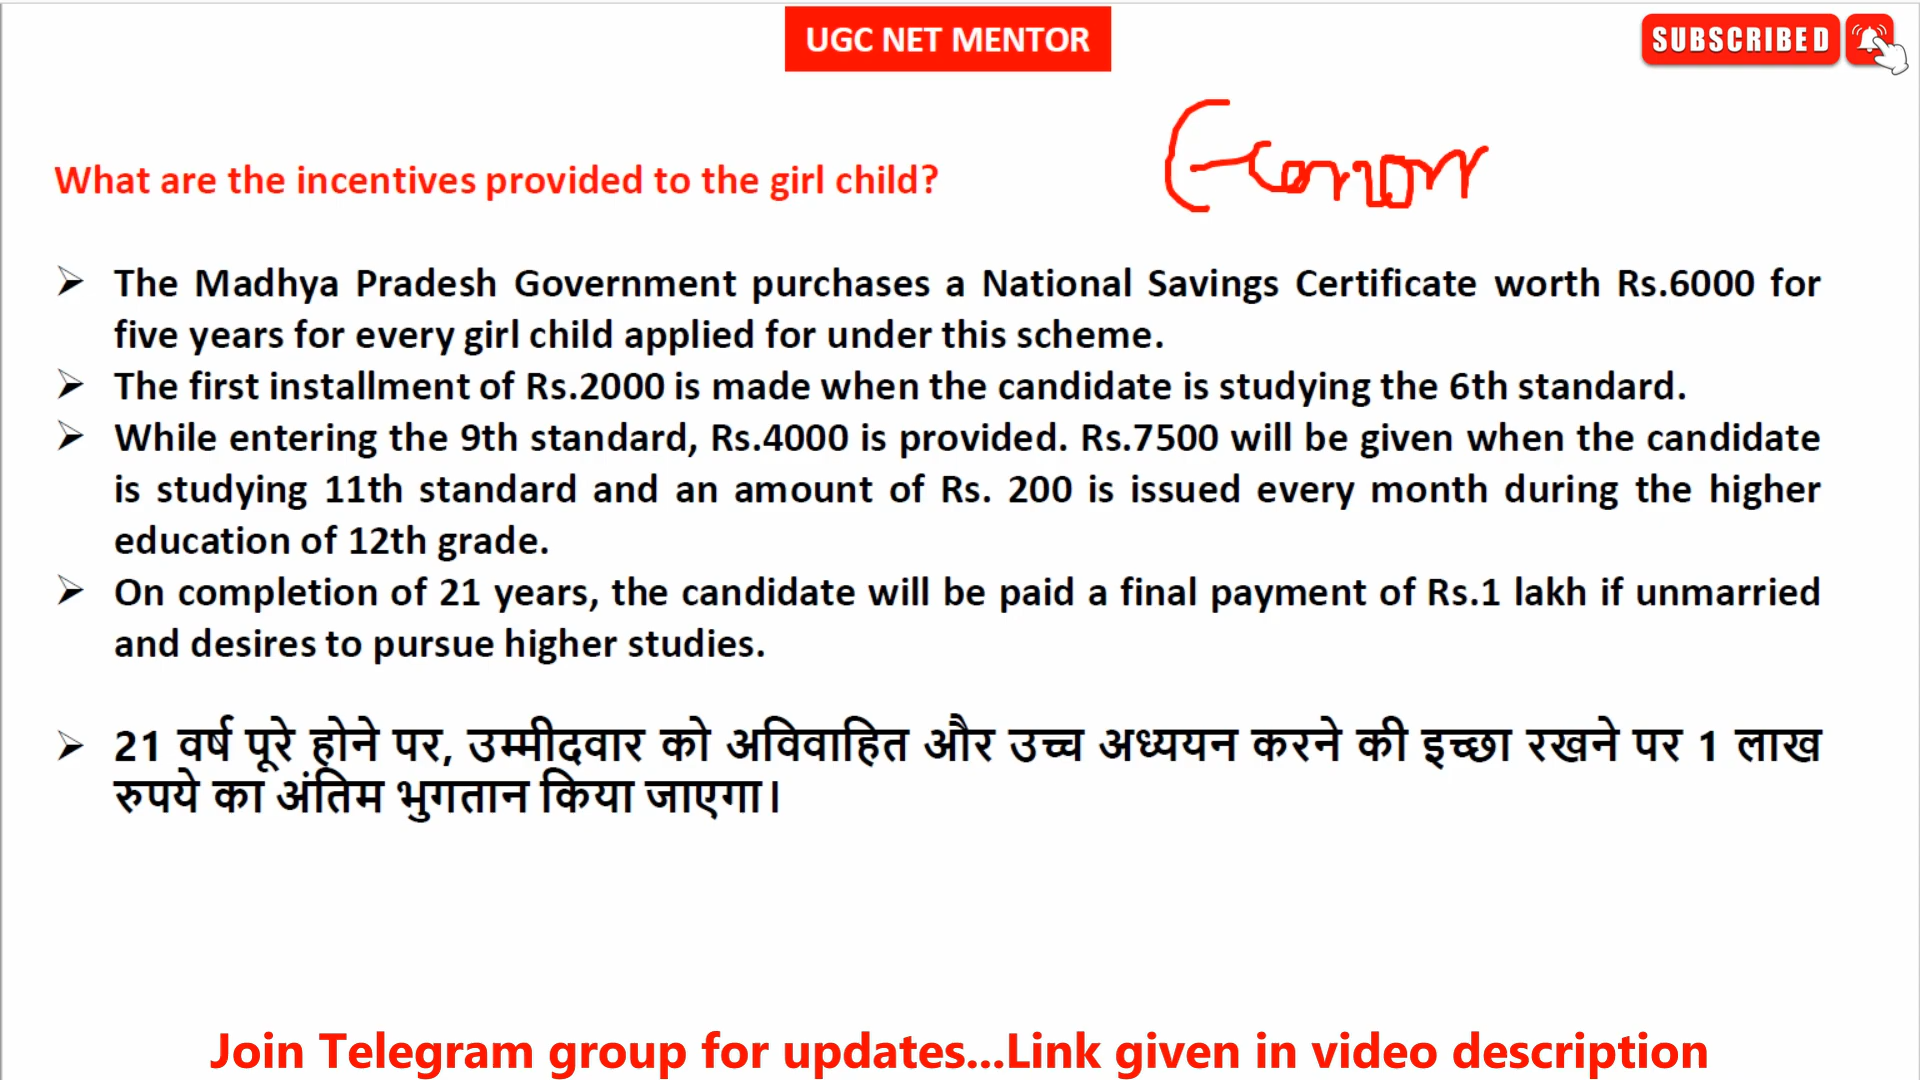 UGC NET MENTOR
SUBSCRIBED
What are the incentives provided to the girl child?
➤ The Madhya Pradesh Government purchases a National Savings Certificate worth Rs.6000 for
five years for every girl child applied for under this scheme.
➤ The first installment of Rs.2000 is made when the candidate is studying the 6th standard.
➤ While entering the 9th standard, Rs.4000 is provided. Rs.7500 will be given when the candidate
is studying 11th standard and an amount of Rs. 200 is issued every month during the higher
education of 12th grade.
➤ On completion of 21 years, the candidate will be paid a final payment of Rs.1 lakh if unmarried
and desires to pursue higher studies.
➤ 21 वर्ष पूरे होने पर, उम्मीदवार को अविवाहित और उच्च अध्ययन करने की इच्छा रखने पर 1 लाख
रुपये का अंतिम भुगतान किया जाएगा।
Join Telegram group for updates...Link given in video description